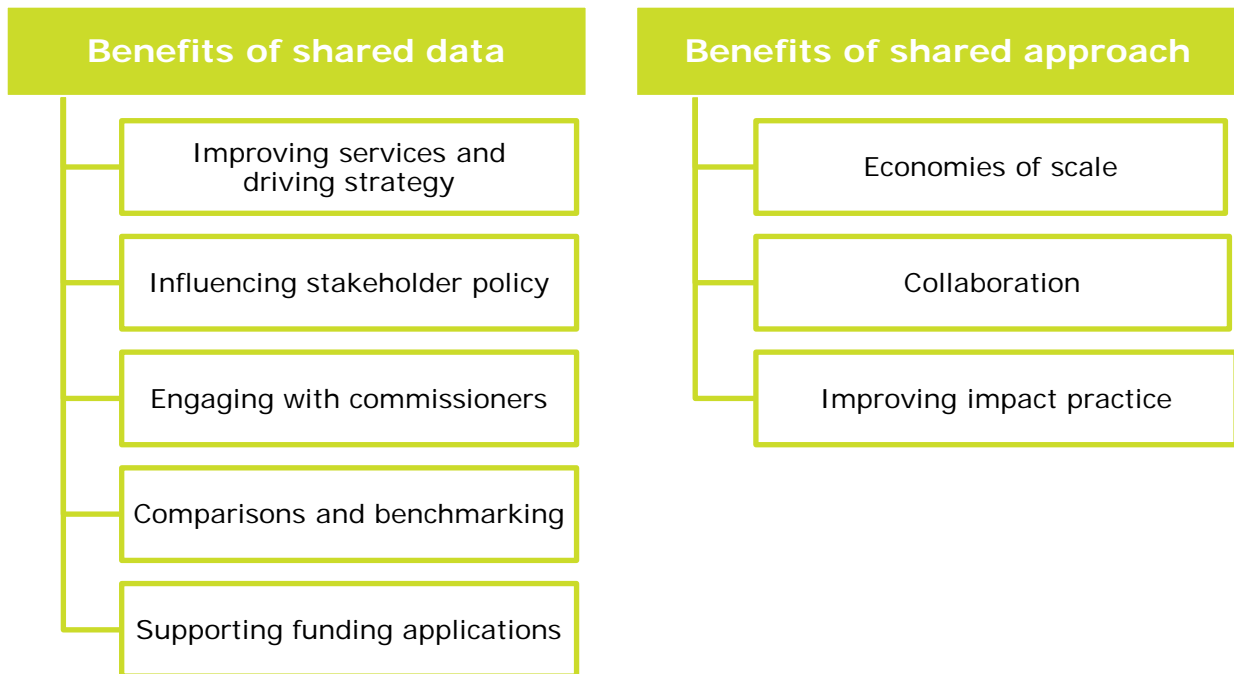 Benefits of shared data
Improving services and
driving strategy
Influencing stakeholder policy
Engaging with commissioners
Comparisons and benchmarking
Supporting funding applications
Benefits of shared approach
Economies of scale
Collaboration
Improving impact practice